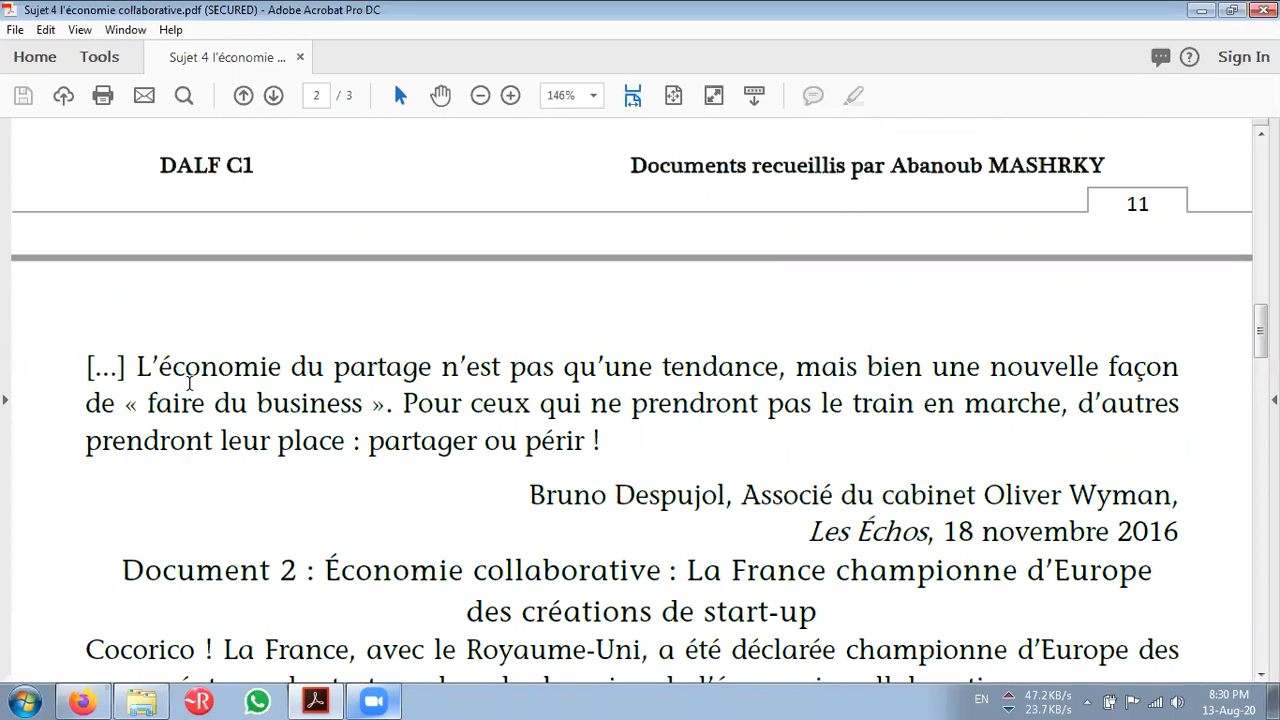 Sujet 4 l'économie collaborative.pdf (SECURED) - Adobe Acrobat Pro DC
File Edit View Window Help
Home Tools Sujet 4 l'économie ... × Sign In
2 / 3 146%
DALF C1 Documents recueillis par Abanoub MASHRKY
11
[...] L’économie du partage n’est pas qu’une tendance, mais bien une nouvelle façon
de « faire du business ». Pour ceux qui ne prendront pas le train en marche, d’autres
prendront leur place : partager ou périr !
Bruno Despujol, Associé du cabinet Oliver Wyman,
Les Échos, 18 novembre 2016
Document 2 : Économie collaborative : La France championne d’Europe
des créations de start-up
Cocorico ! La France, avec le Royaume-Uni, a été déclarée championne d’Europe des
EN 47.2KB/s 8:30 PM
23.7KB/s 13-Aug-20